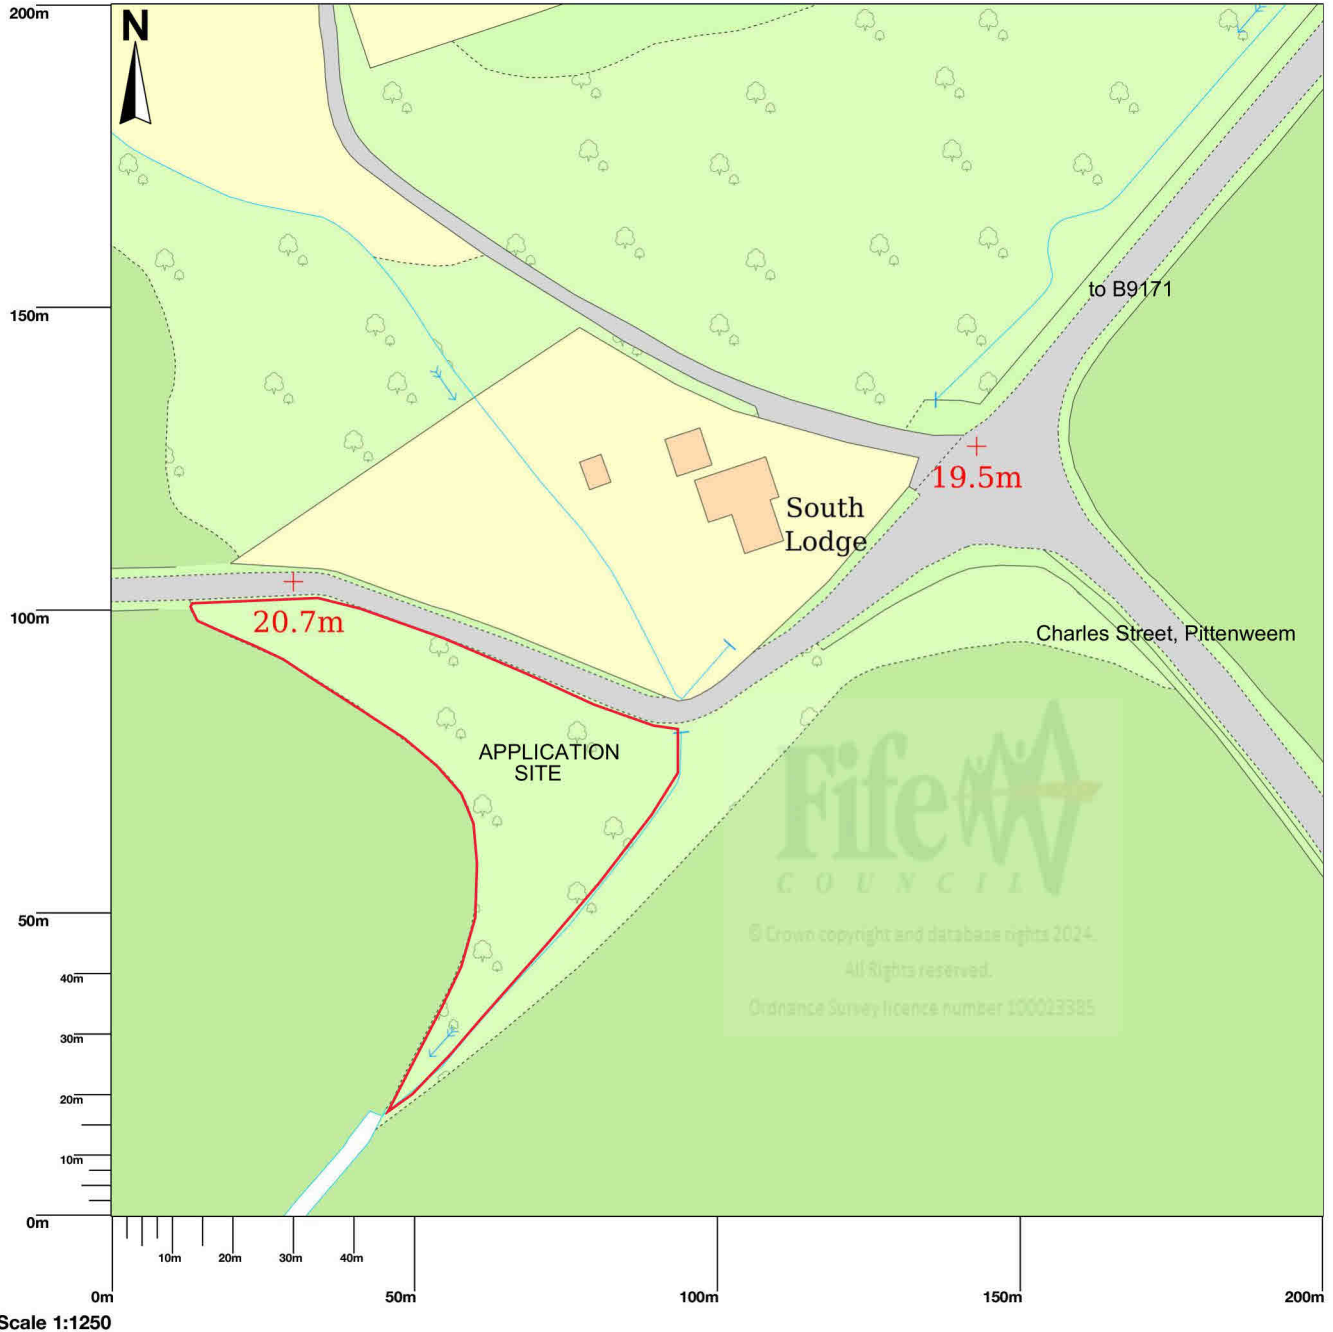 200m
N
to B9171
150m
19.5m
South
Lodge
100m
20.7m
Charles Street, Pittenweem
APPLICATION
SITE
Fife
COUNCIL
© Crown copyright and database rights 2024.
All Rights reserved.
Ordnance Survey licence number 100023385
50m
40m
30m
20m
10m
0m
10m 20m 30m 40m
0m 50m 100m 150m 200m
Scale 1:1250